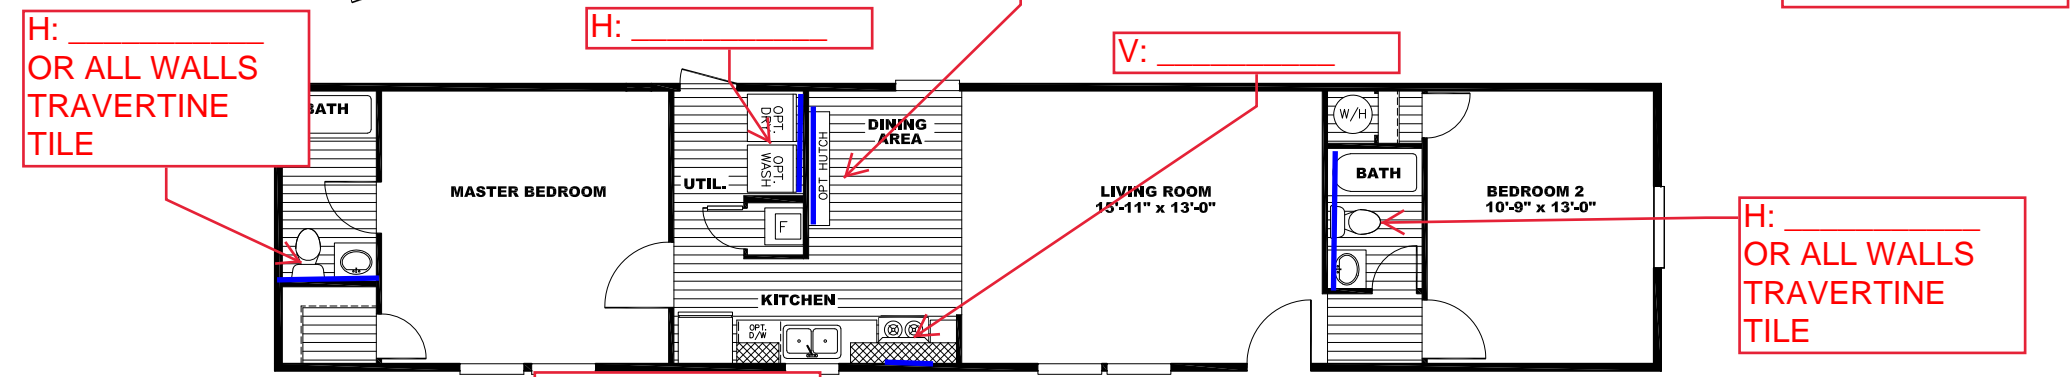 H: ___________
OR ALL WALLS
TRAVERTINE
TILE
H: ___________
V: __________
BATH
OPT.
DRY
OPT.
WASH
UTIL.
F
OPT HUTCH
DINING
AREA
MASTER BEDROOM
LIVING ROOM
15'-11" x 13'-0"
W/H
BATH
BEDROOM 2
10'-9" x 13'-0"
KITCHEN
OPT.
D/W
H: ___________
OR ALL WALLS
TRAVERTINE
TILE